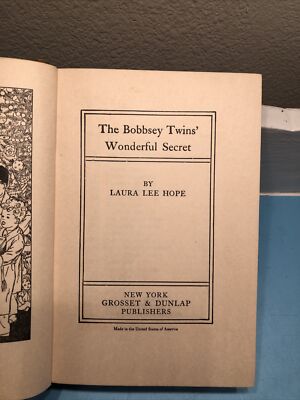 The Bobbsey Twins'
Wonderful Secret
BY
LAURA LEE HOPE
NEW YORK
GROSSET & DUNLAP
PUBLISHERS
Made in the United States of America